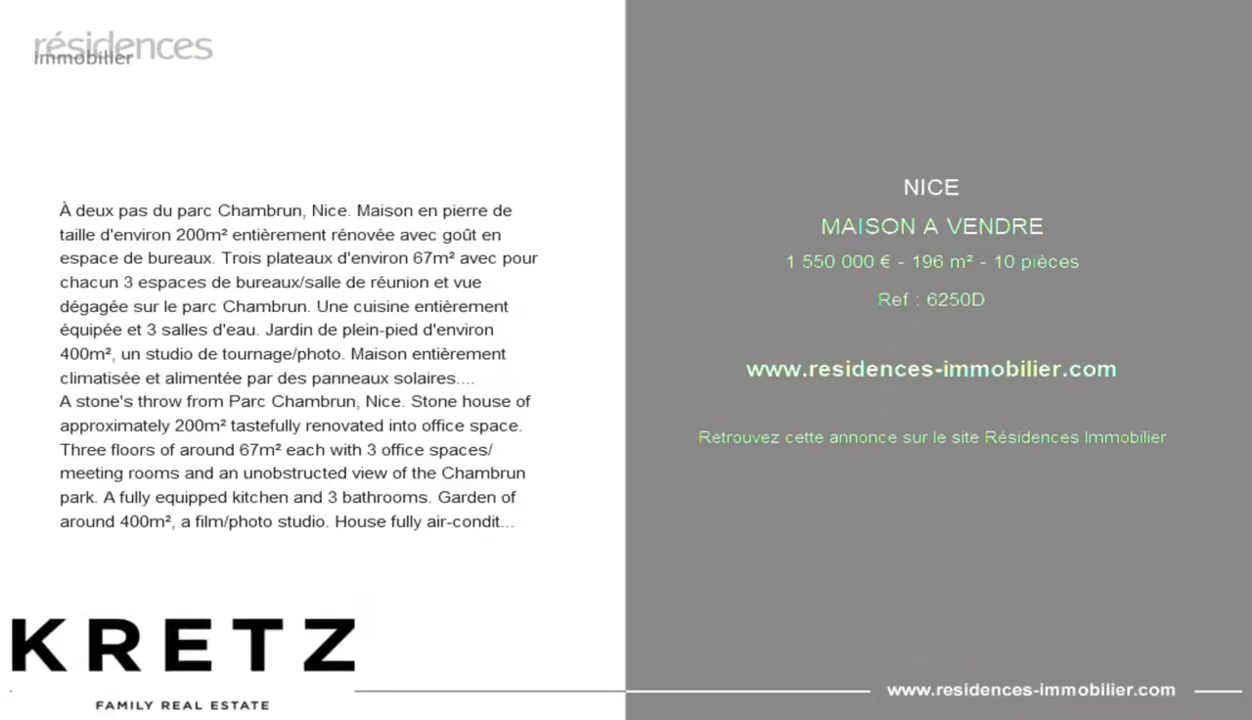 résidences
immobilier
À deux pas du parc Chambrun, Nice. Maison en pierre de
taille d'environ 200m² entièrement rénovée avec goût en
espace de bureaux. Trois plateaux d'environ 67m² avec pour
chacun 3 espaces de bureaux/salle de réunion et vue
dégagée sur le parc Chambrun. Une cuisine entièrement
équipée et 3 salles d'eau. Jardin de plein-pied d'environ
400m², un studio de tournage/photo. Maison entièrement
climatisée et alimentée par des panneaux solaires....
A stone's throw from Parc Chambrun, Nice. Stone house of
approximately 200m² tastefully renovated into office space.
Three floors of around 67m² each with 3 office spaces/
meeting rooms and an unobstructed view of the Chambrun
park. A fully equipped kitchen and 3 bathrooms. Garden of
around 400m², a film/photo studio. House fully air-condit...
KRETZ
FAMILY REAL ESTATE
NICE
MAISON A VENDRE
1 550 000 € - 196 m² - 10 pièces
Ref : 6250D
www.residences-immobilier.com
Retrouvez cette annonce sur le site Résidences Immobilier
www.residences-immobilier.com